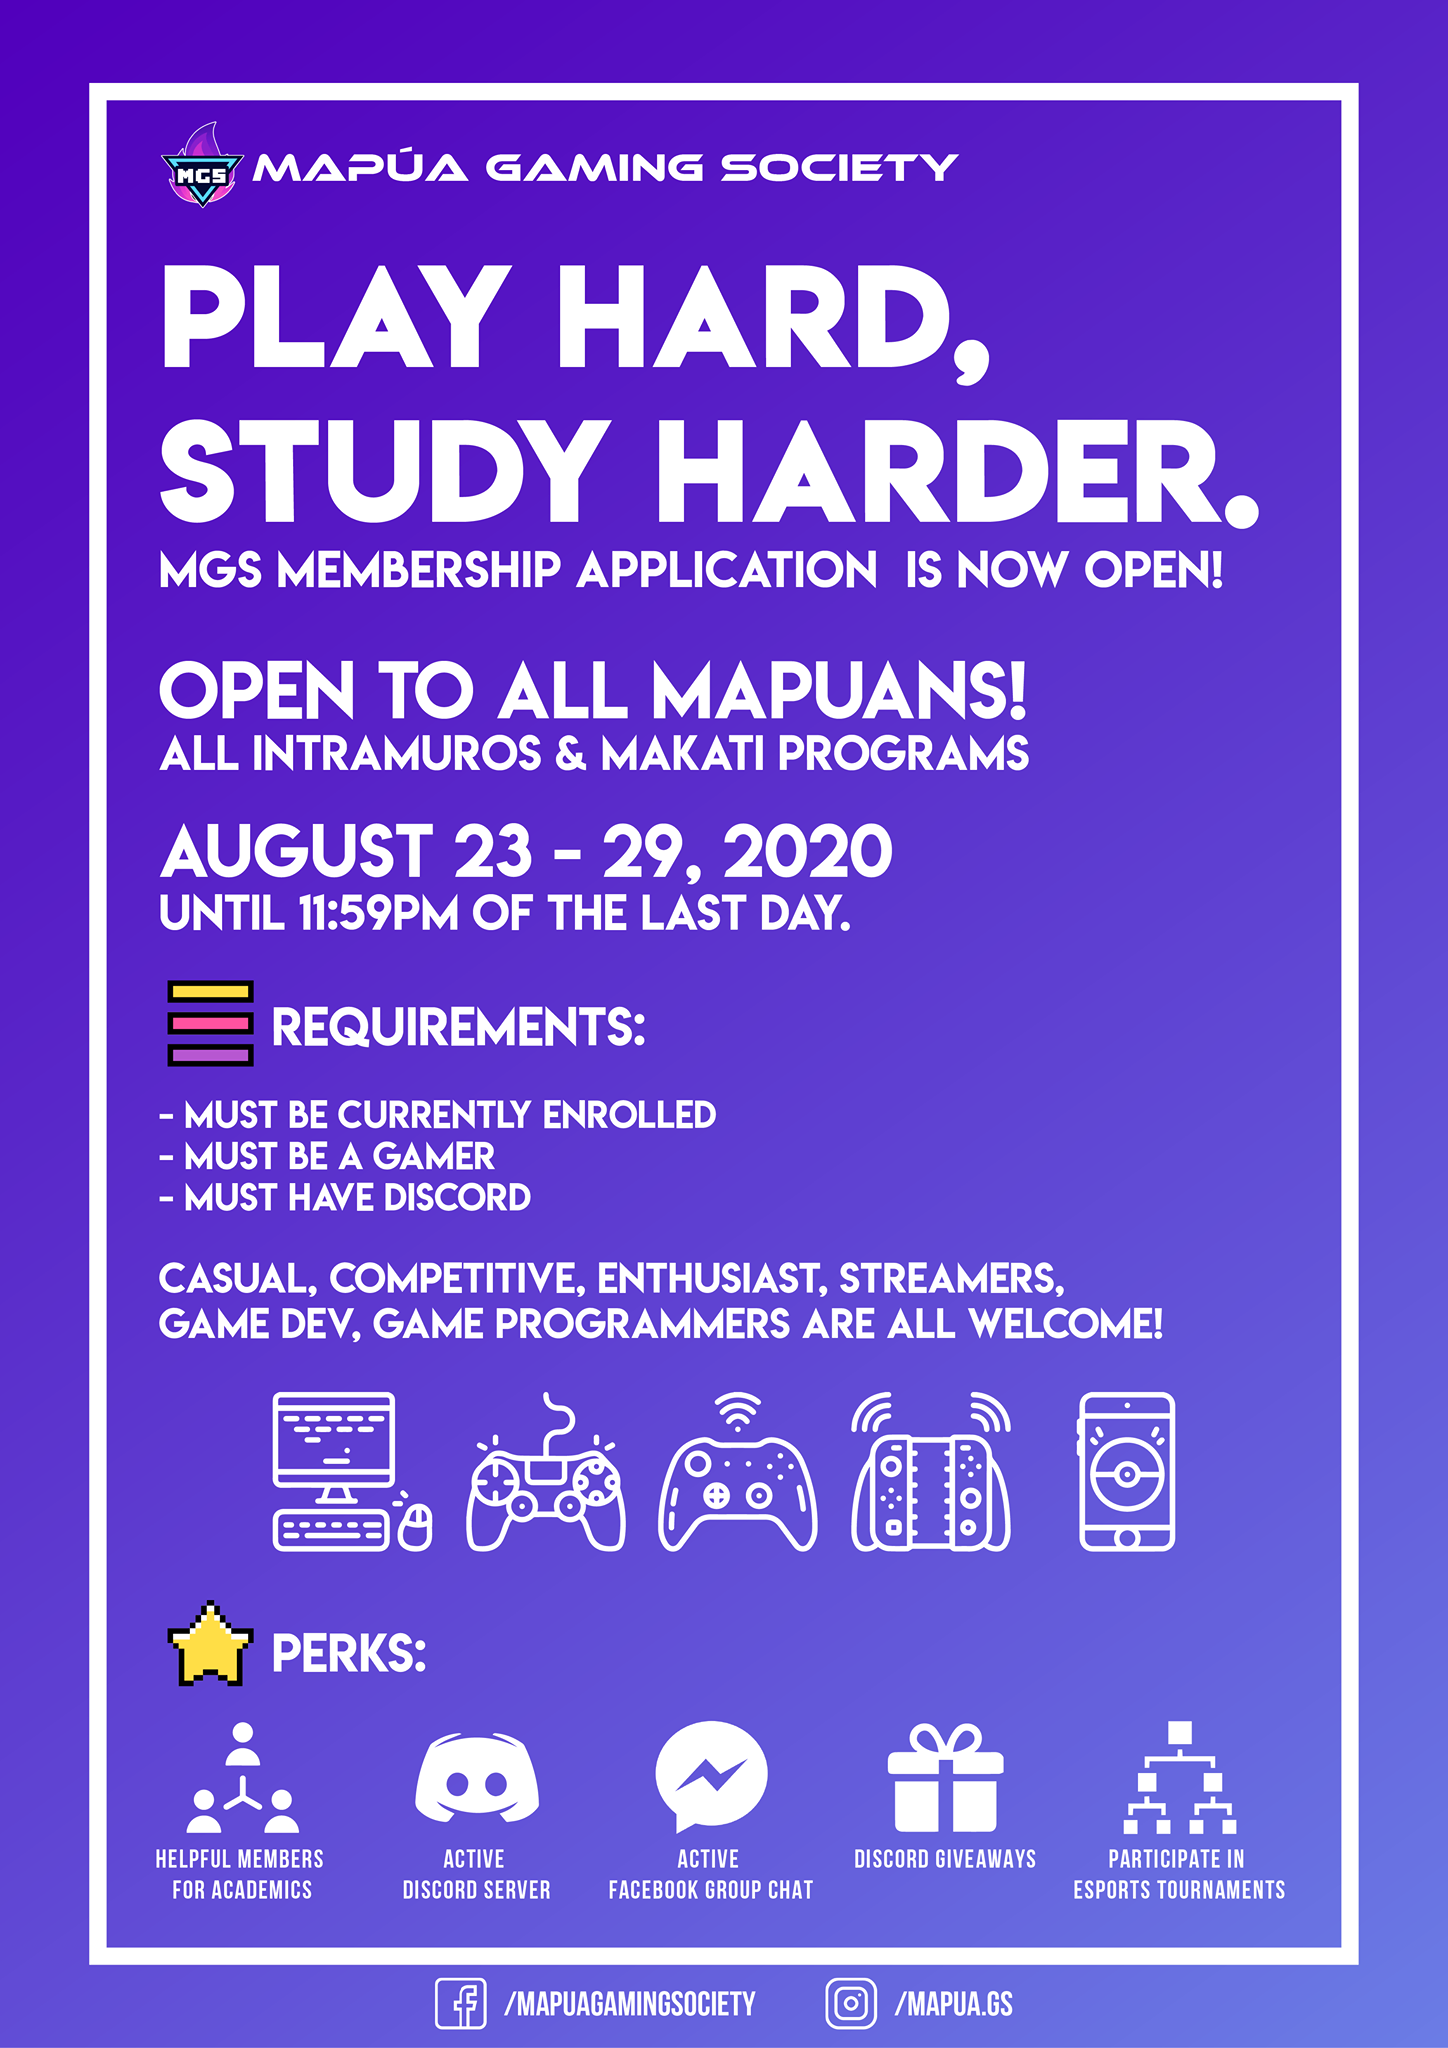 MGS MAPÚA GAMING SOCIETY
PLAY HARD,
STUDY HARDER.
MGS MEMBERSHIP APPLICATION IS NOW OPEN!
OPEN TO ALL MAPUANS!
ALL INTRAMUROS & MAKATI PROGRAMS
AUGUST 23 - 29, 2020
UNTIL 11:59PM OF THE LAST DAY.
REQUIREMENTS:
- MUST BE CURRENTLY ENROLLED
- MUST BE A GAMER
- MUST HAVE DISCORD
CASUAL, COMPETITIVE, ENTHUSIAST, STREAMERS,
GAME DEV, GAME PROGRAMMERS ARE ALL WELCOME!
PERKS:
HELPFUL MEMBERS
FOR ACADEMICS
ACTIVE
DISCORD SERVER
ACTIVE
FACEBOOK GROUP CHAT
DISCORD GIVEAWAYS
PARTICIPATE IN
ESPORTS TOURNAMENTS
/MAPUAGAMINGSOCIETY
/MAPUA.GS